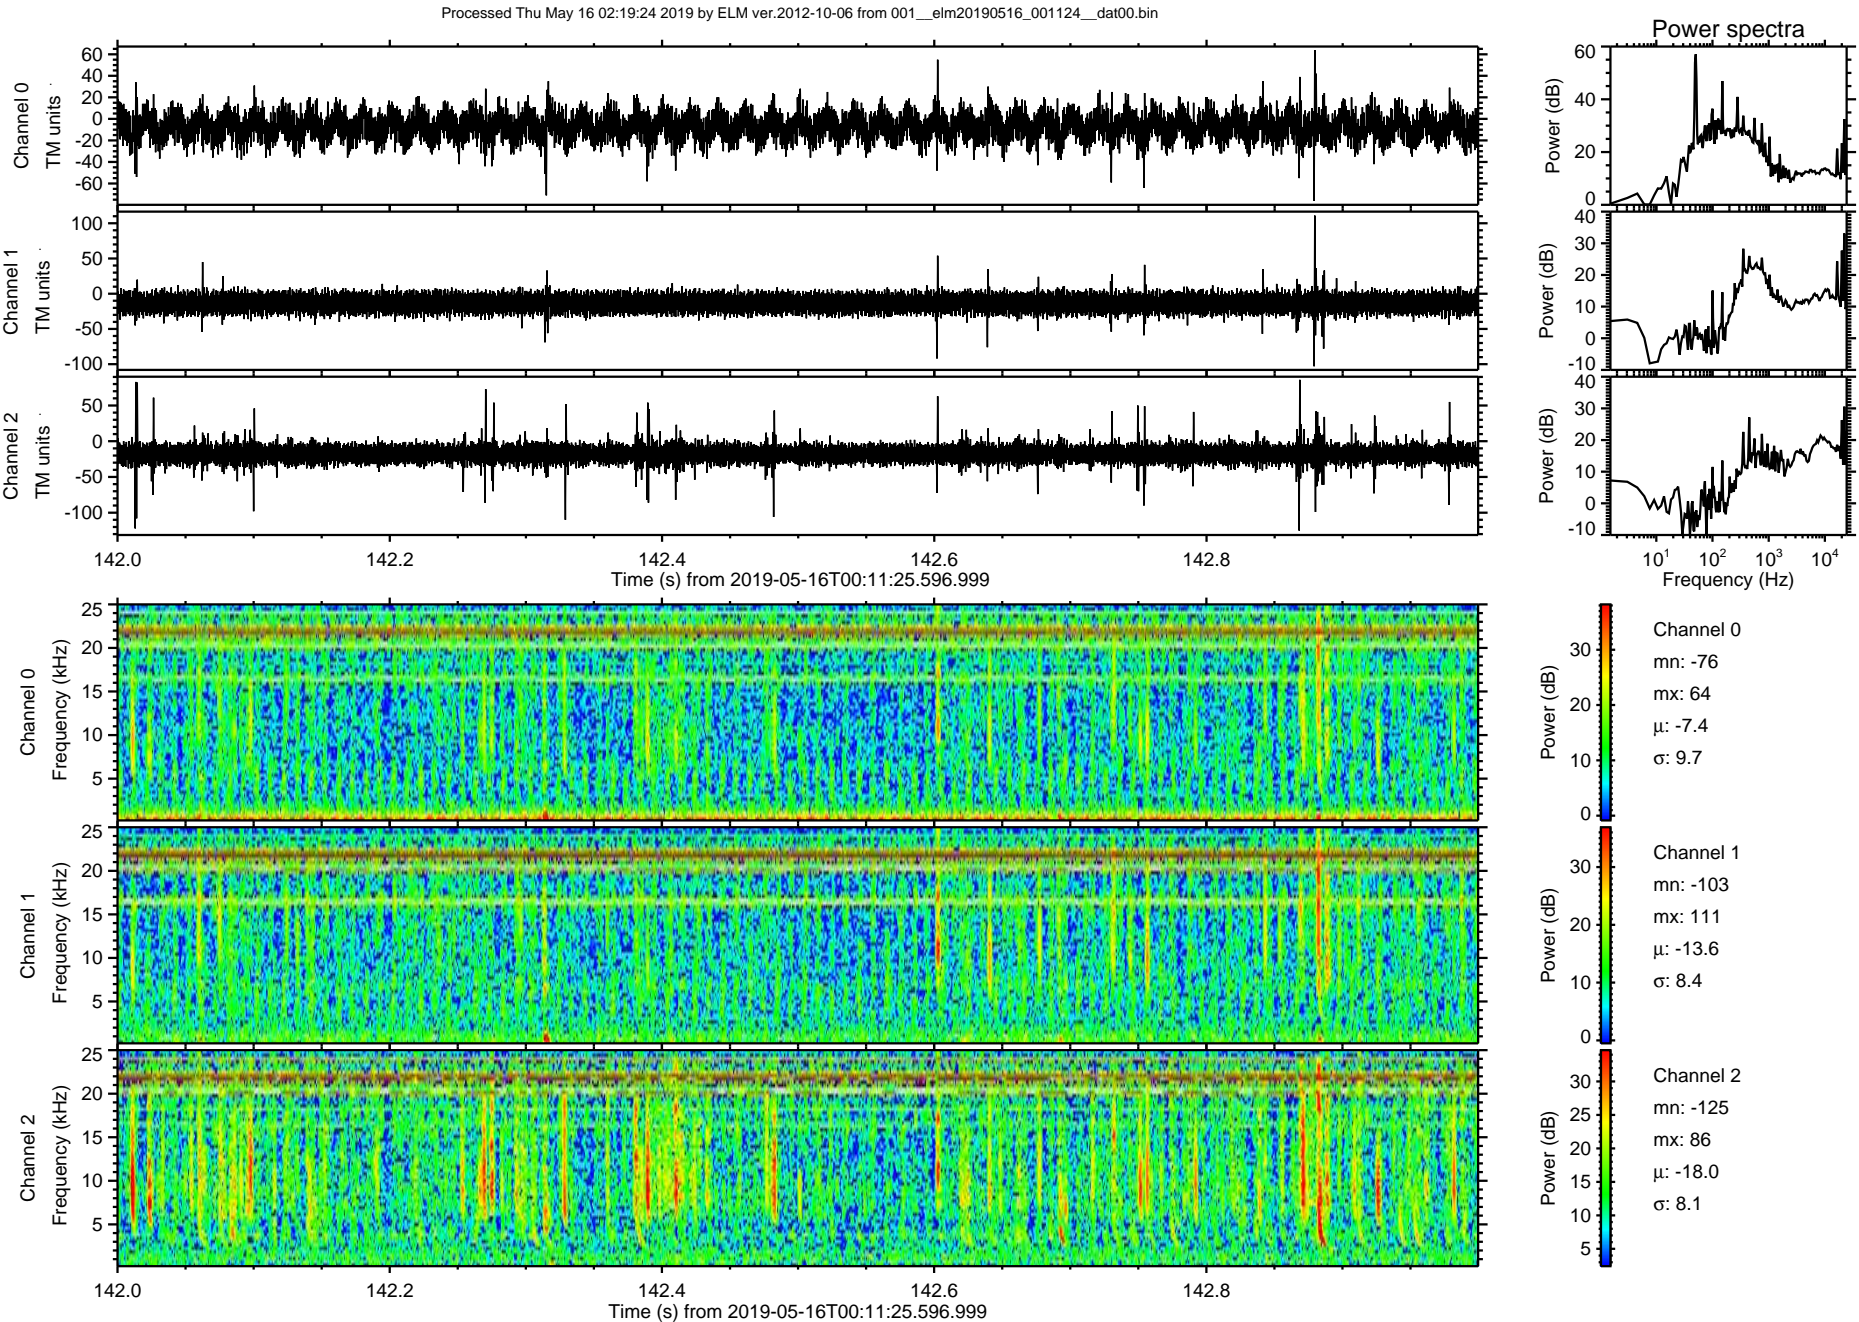 Processed Thu May 16 02:19:24 2019 by ELM ver.2012-10-06 from 001__elm20190516_001124__dat00.bin
Power spectra
Channel 0
TM units
60
40
20
0
-20
-40
-60
Power (dB)
60
40
20
0
Channel 1
TM units
100
50
0
-50
-100
Power (dB)
40
30
20
10
0
-10
Channel 2
TM units
50
0
-50
-100
Power (dB)
40
30
20
10
0
-10
142.0 142.2 142.4 142.6 142.8
Time (s) from 2019-05-16T00:11:25.596.999
10¹ 10² 10³ 10⁴
Frequency (Hz)
Channel 0
Frequency (kHz)
25
20
15
10
5
Power (dB)
30
20
10
0
Channel 0
mn: -76
mx: 64
µ: -7.4
σ: 9.7
Channel 1
Frequency (kHz)
25
20
15
10
5
Power (dB)
30
20
10
0
Channel 1
mn: -103
mx: 111
µ: -13.6
σ: 8.4
Channel 2
Frequency (kHz)
25
20
15
10
5
Power (dB)
30
25
20
15
10
5
Channel 2
mn: -125
mx: 86
µ: -18.0
σ: 8.1
142.0 142.2 142.4 142.6 142.8
Time (s) from 2019-05-16T00:11:25.596.999